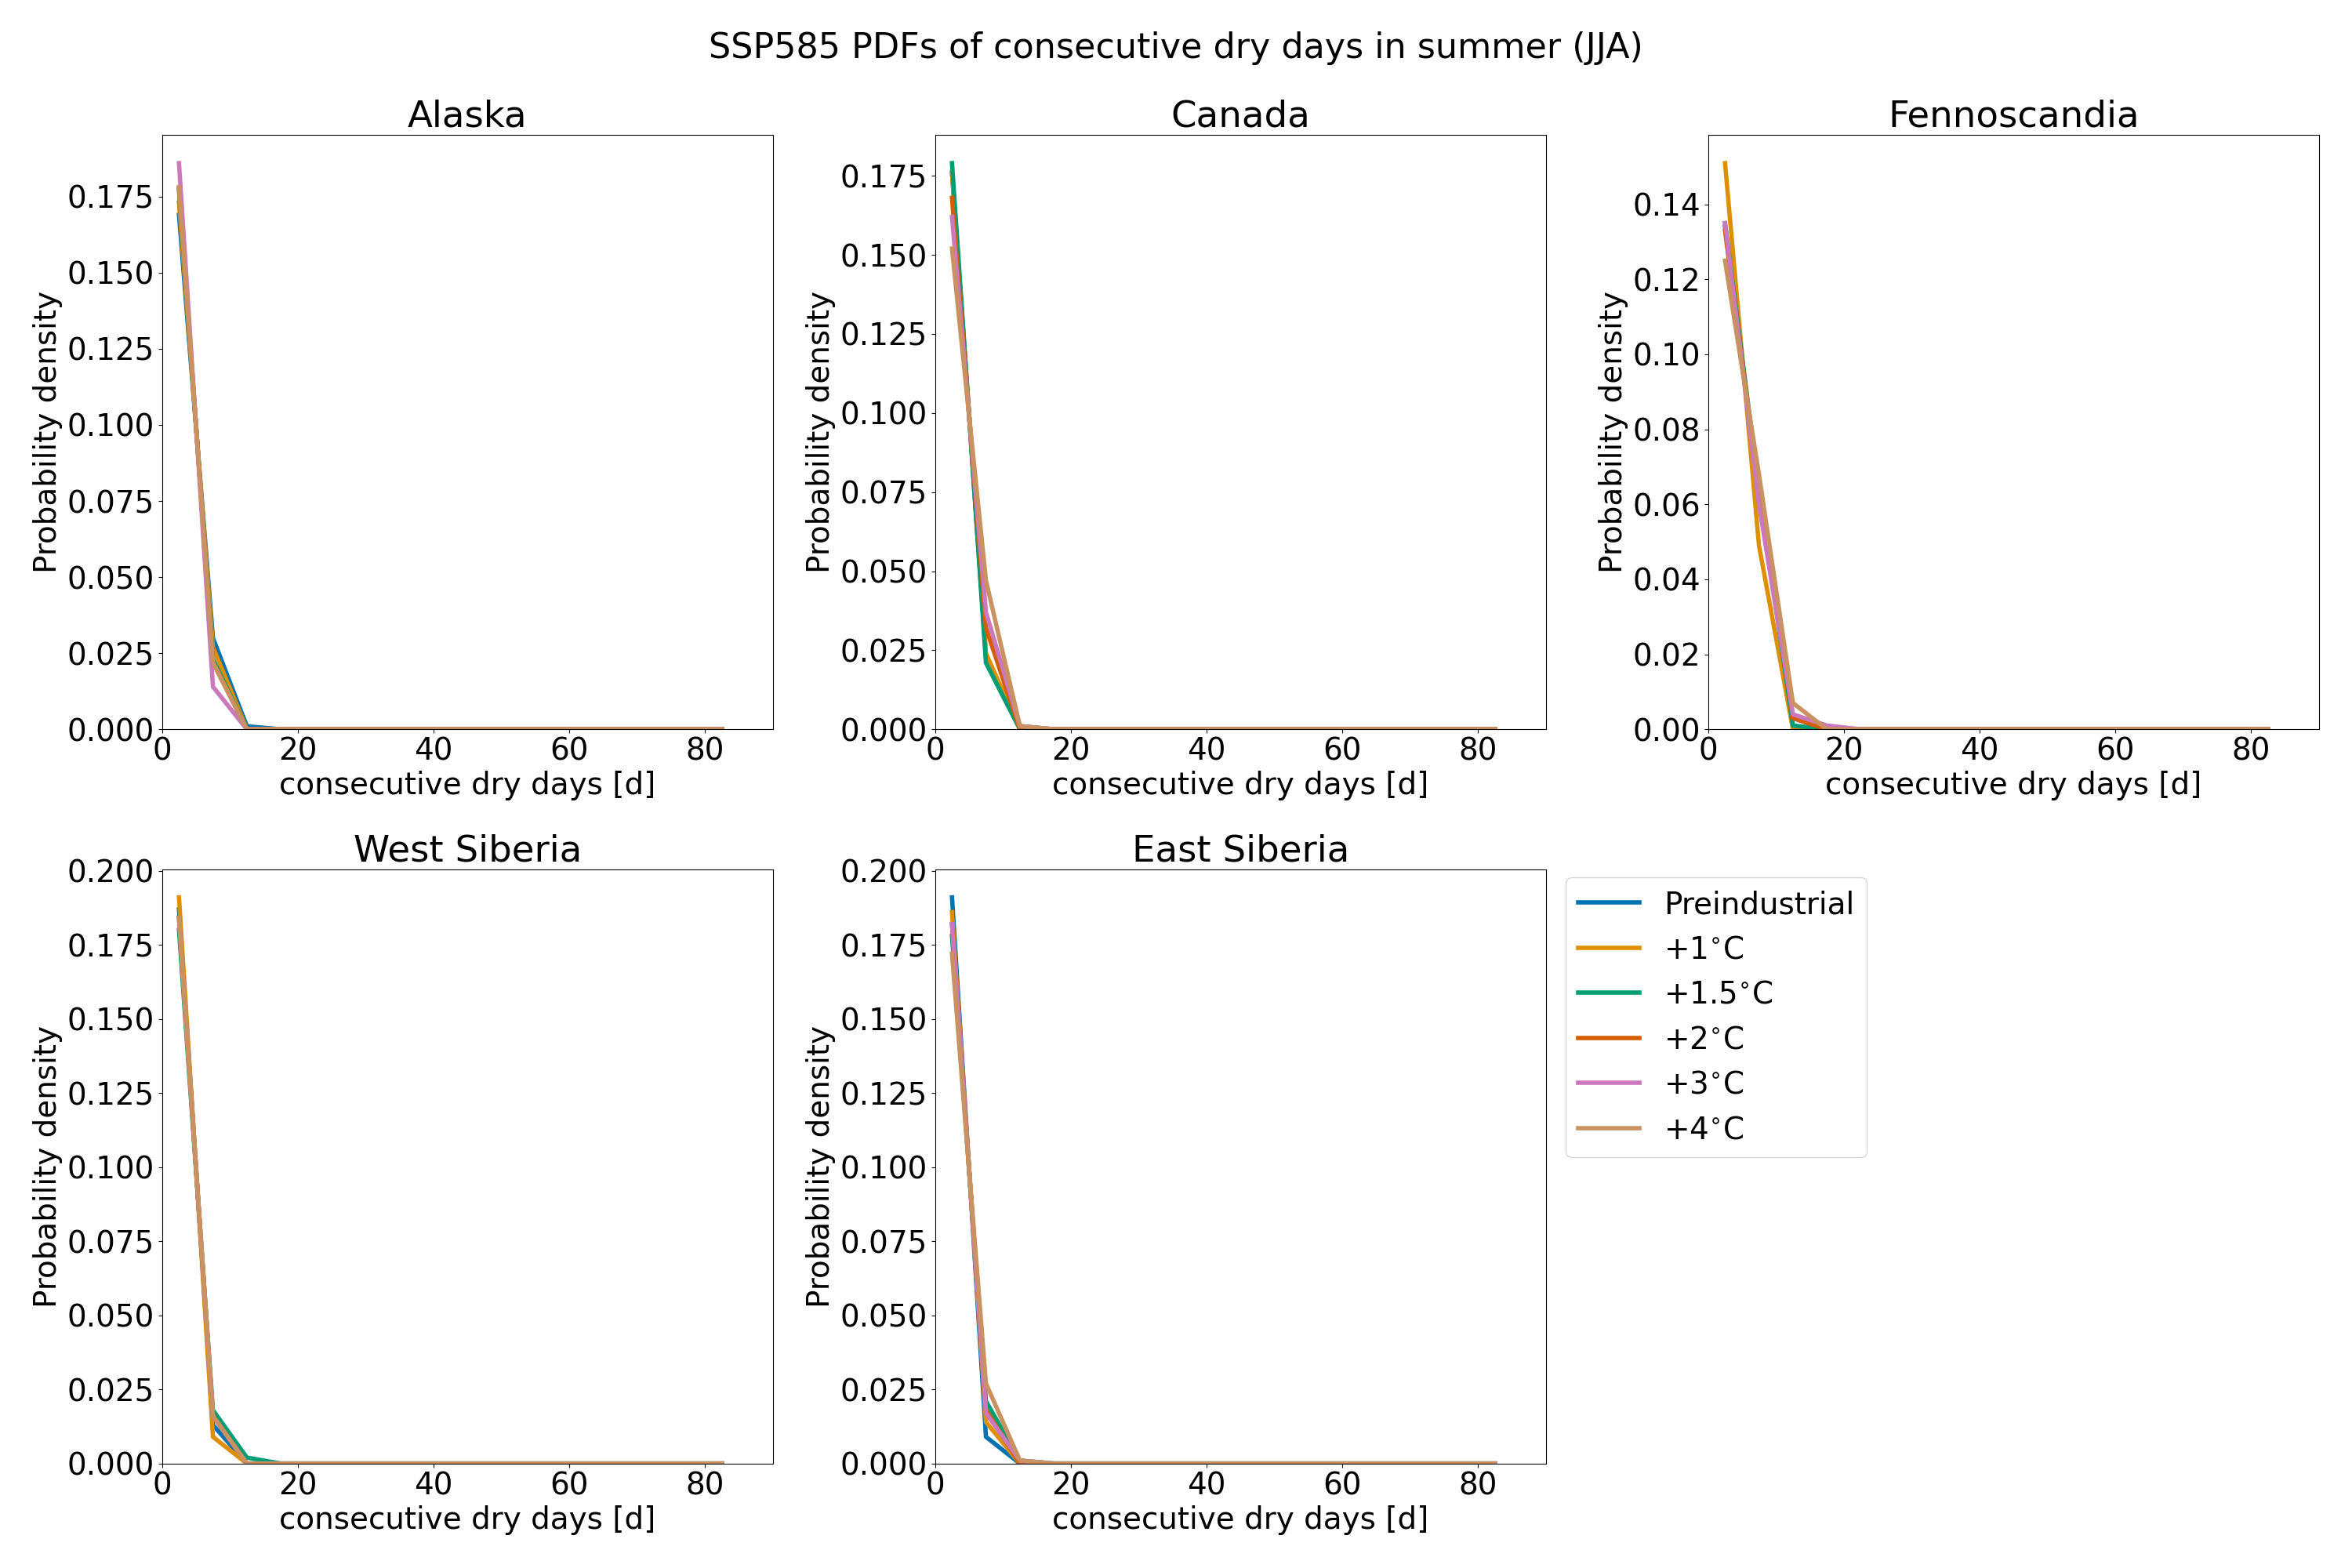 SSP585 PDFs of consecutive dry days in summer (JJA)
Alaska
Probability density
0.175
0.150
0.125
0.100
0.075
0.050
0.025
0.000
0 20 40 60 80
consecutive dry days [d]
Canada
Probability density
0.175
0.150
0.125
0.100
0.075
0.050
0.025
0.000
0 20 40 60 80
consecutive dry days [d]
Fennoscandia
Probability density
0.14
0.12
0.10
0.08
0.06
0.04
0.02
0.00
0 20 40 60 80
consecutive dry days [d]
West Siberia
Probability density
0.200
0.175
0.150
0.125
0.100
0.075
0.050
0.025
0.000
0 20 40 60 80
consecutive dry days [d]
East Siberia
Probability density
0.200
0.175
0.150
0.125
0.100
0.075
0.050
0.025
0.000
0 20 40 60 80
consecutive dry days [d]
Preindustrial
+1°C
+1.5°C
+2°C
+3°C
+4°C